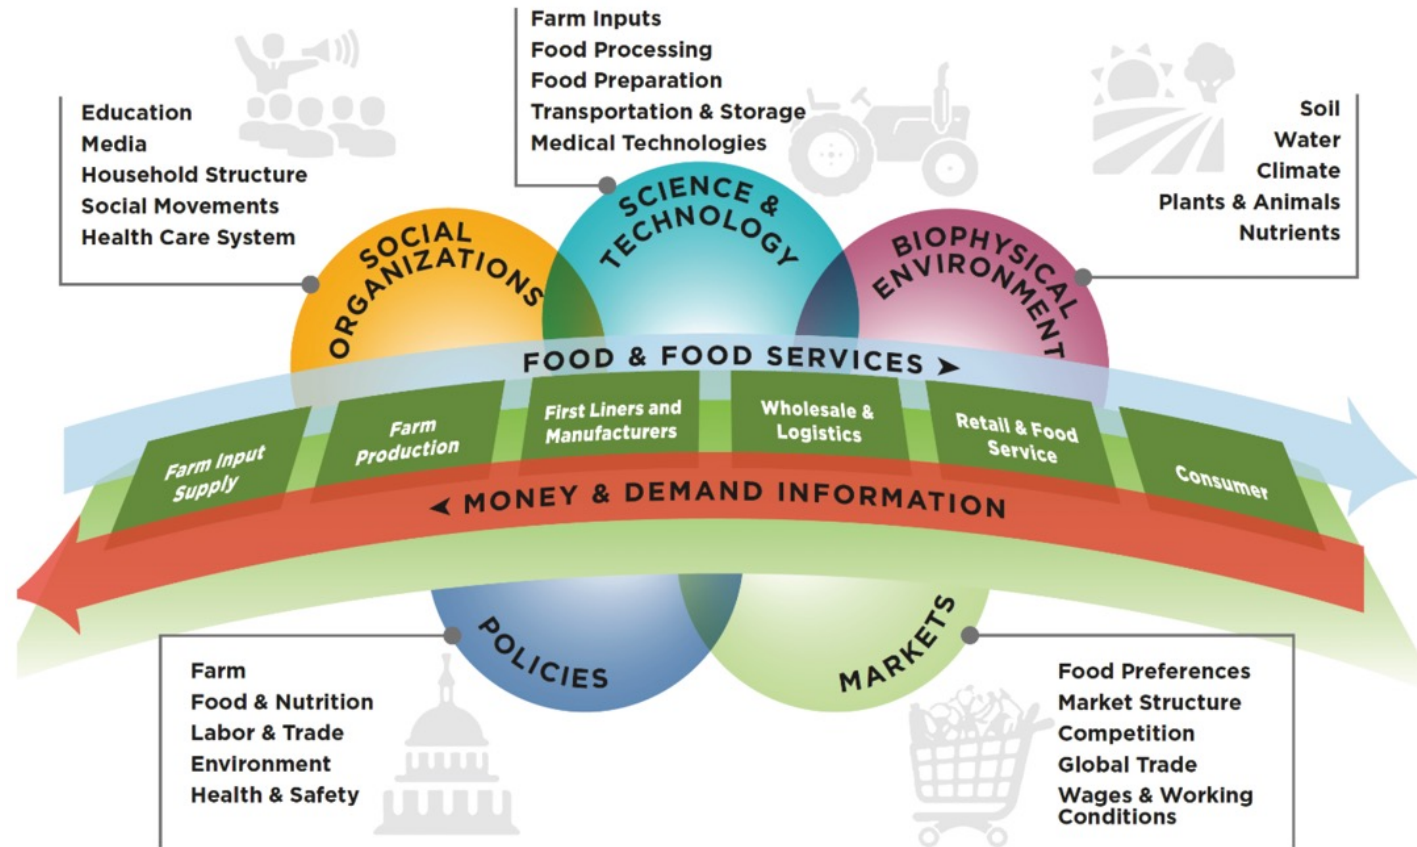 Farm Inputs
Food Processing
Food Preparation
Transportation & Storage
Medical Technologies
Education
Media
Household Structure
Social Movements
Health Care System
Soil
Water
Climate
Plants & Animals
Nutrients
SOCIAL
ORGANIZATIONS
SCIENCE &
TECHNOLOGY
BIOPHYSICAL
ENVIRONMENT
FOOD & FOOD SERVICES ➤
Farm Input
Supply
Farm
Production
First Liners and
Manufacturers
Wholesale &
Logistics
Retail & Food
Service
Consumer
◄ MONEY & DEMAND INFORMATION
POLICIES
MARKETS
Farm
Food & Nutrition
Labor & Trade
Environment
Health & Safety
Food Preferences
Market Structure
Competition
Global Trade
Wages & Working
Conditions